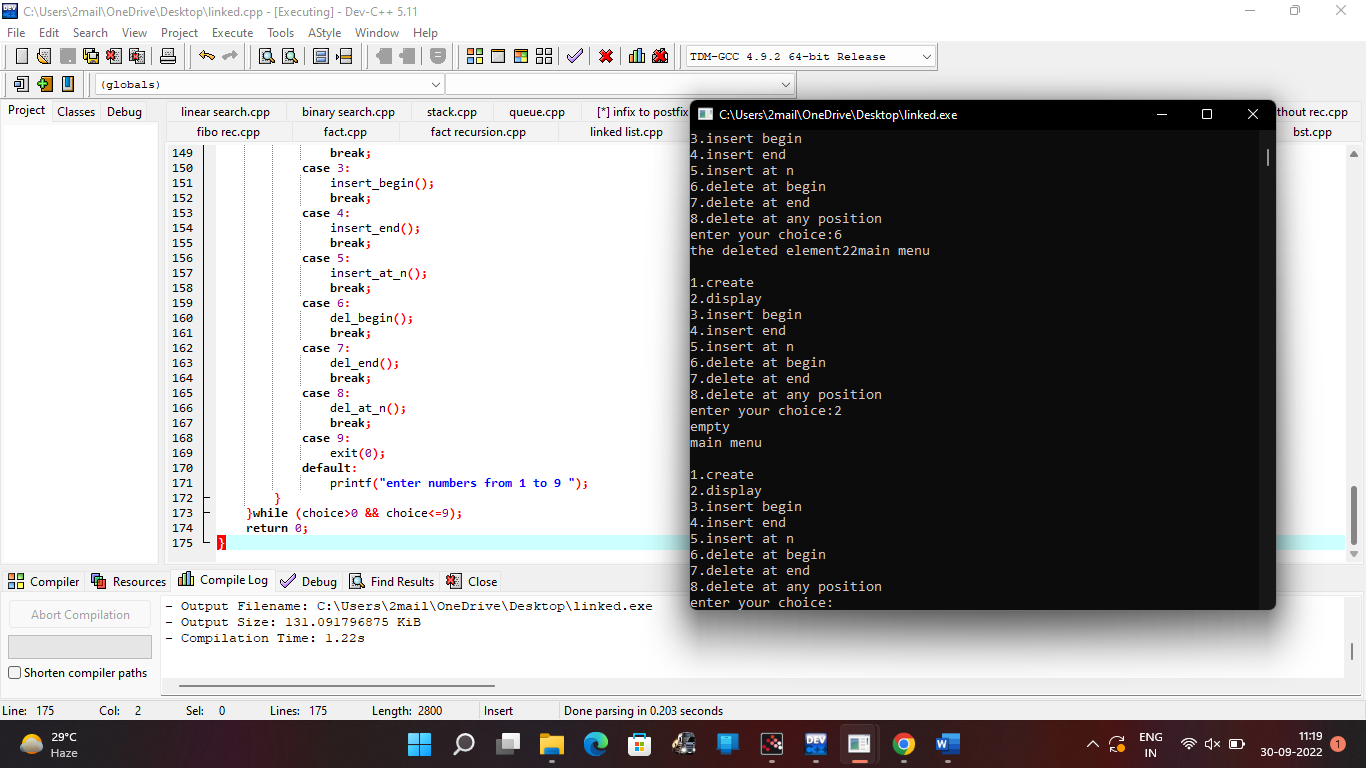 C:\Users\2mail\OneDrive\Desktop\linked.cpp - [Executing] - Dev-C++ 5.11
File Edit Search View Project Execute Tools AStyle Window Help
TDM-GCC 4.9.2 64-bit Release
(globals)
Project Classes Debug
linear search.cpp binary search.cpp stack.cpp queue.cpp [*] infix to postfix thout rec.cpp
fibo rec.cpp fact.cpp fact recursion.cpp linked list.cpp bst.cpp
149 break;
150 case 3:
151 insert_begin();
152 break;
153 case 4:
154 insert_end();
155 break;
156 case 5:
157 insert_at_n();
158 break;
159 case 6:
160 del_begin();
161 break;
162 case 7:
163 del_end();
164 break;
165 case 8:
166 del_at_n();
167 break;
168 case 9:
169 exit(0);
170 default:
171 printf("enter numbers from 1 to 9 ");
172 }
173 }while (choice>0 && choice<=9);
174 return 0;
175 }
C:\Users\2mail\OneDrive\Desktop\linked.exe
3.insert begin
4.insert end
5.insert at n
6.delete at begin
7.delete at end
8.delete at any position
enter your choice:6
the deleted element22main menu
1.create
2.display
3.insert begin
4.insert end
5.insert at n
6.delete at begin
7.delete at end
8.delete at any position
enter your choice:2
empty
main menu
1.create
2.display
3.insert begin
4.insert end
5.insert at n
6.delete at begin
7.delete at end
8.delete at any position
enter your choice:
Compiler Resources Compile Log Debug Find Results Close
Abort Compilation
Shorten compiler paths
- Output Filename: C:\Users\2mail\OneDrive\Desktop\linked.exe
- Output Size: 131.091796875 KiB
- Compilation Time: 1.22s
Line: 175 Col: 2 Sel: 0 Lines: 175 Length: 2800 Insert Done parsing in 0.203 seconds
29°C
Haze
DEV
W
ENG
IN
11:19
30-09-2022
1